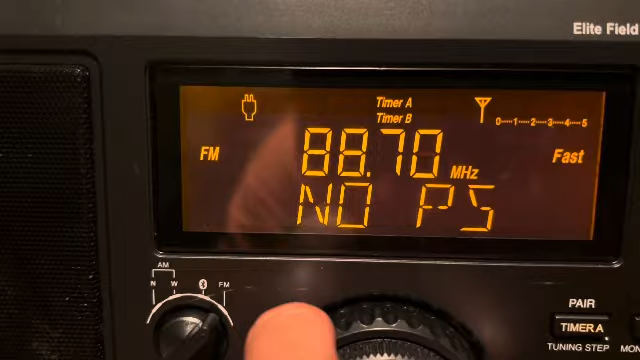 Elite Field
Timer A
Timer B
0----1----2----3----4----5
FM
88.70 MHz
Fast
NO PS
AM
N W FM
PAIR
TIMER A
TUNING STEP